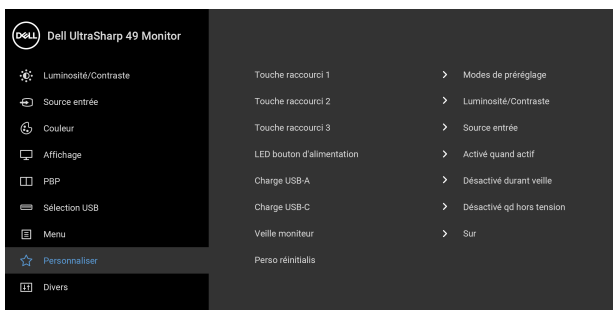 DELL Dell UltraSharp 49 Monitor
Luminosité/Contraste
Source entrée
Couleur
Affichage
PBP
Sélection USB
Menu
Personnaliser
Divers
Touche raccourci 1 > Modes de préréglage
Touche raccourci 2 > Luminosité/Contraste
Touche raccourci 3 > Source entrée
LED bouton d'alimentation > Activé quand actif
Charge USB-A > Désactivé durant veille
Charge USB-C > Désactivé qd hors tension
Veille moniteur > Sur
Perso réinitialis